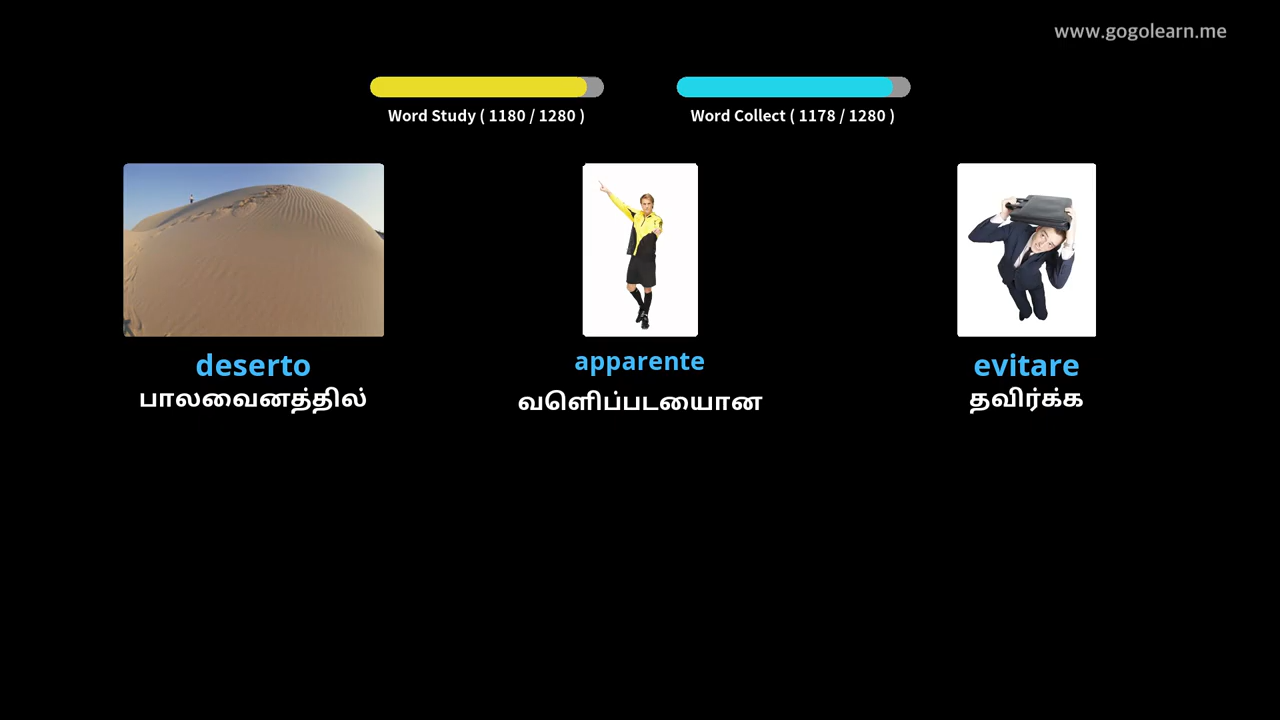 www.gogolearn.me
Word Study ( 1180 / 1280 )
Word Collect ( 1178 / 1280 )
deserto
apparente
evitare
பாலவைனத்தில்
வெளிப்படையான
தவிர்க்க